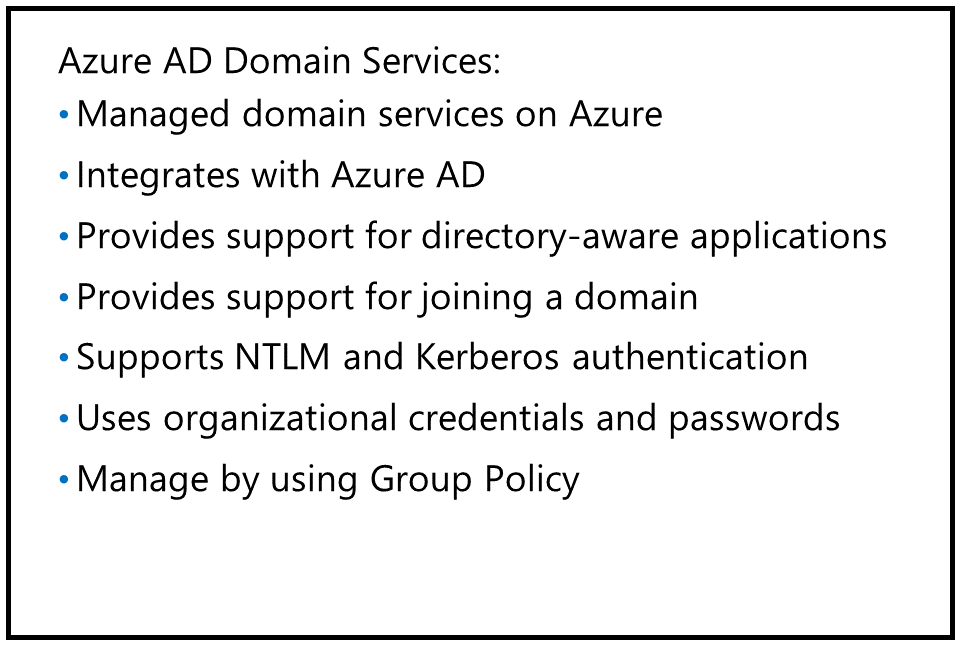 Azure AD Domain Services:
• Managed domain services on Azure
• Integrates with Azure AD
• Provides support for directory-aware applications
• Provides support for joining a domain
• Supports NTLM and Kerberos authentication
• Uses organizational credentials and passwords
• Manage by using Group Policy